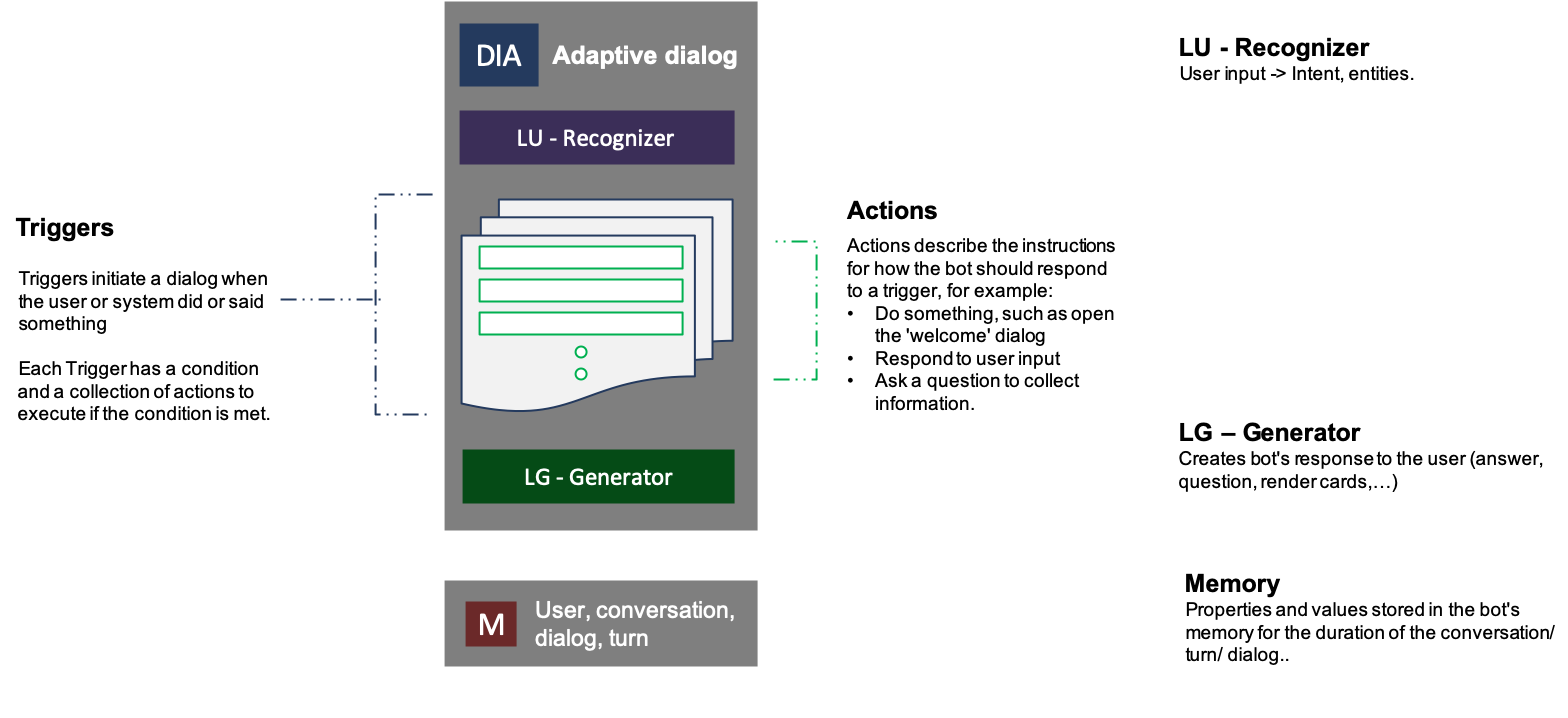 DIA
Adaptive dialog
LU - Recognizer
LG - Generator
M
User, conversation,
dialog, turn
Triggers
Triggers initiate a dialog when
the user or system did or said
something
Each Trigger has a condition
and a collection of actions to
execute if the condition is met.
Actions
Actions describe the instructions
for how the bot should respond
to a trigger, for example:
• Do something, such as open
the 'welcome' dialog
• Respond to user input
• Ask a question to collect
information.
LU - Recognizer
User input -> Intent, entities.
LG – Generator
Creates bot's response to the user (answer,
question, render cards,…)
Memory
Properties and values stored in the bot's
memory for the duration of the conversation/
turn/ dialog..